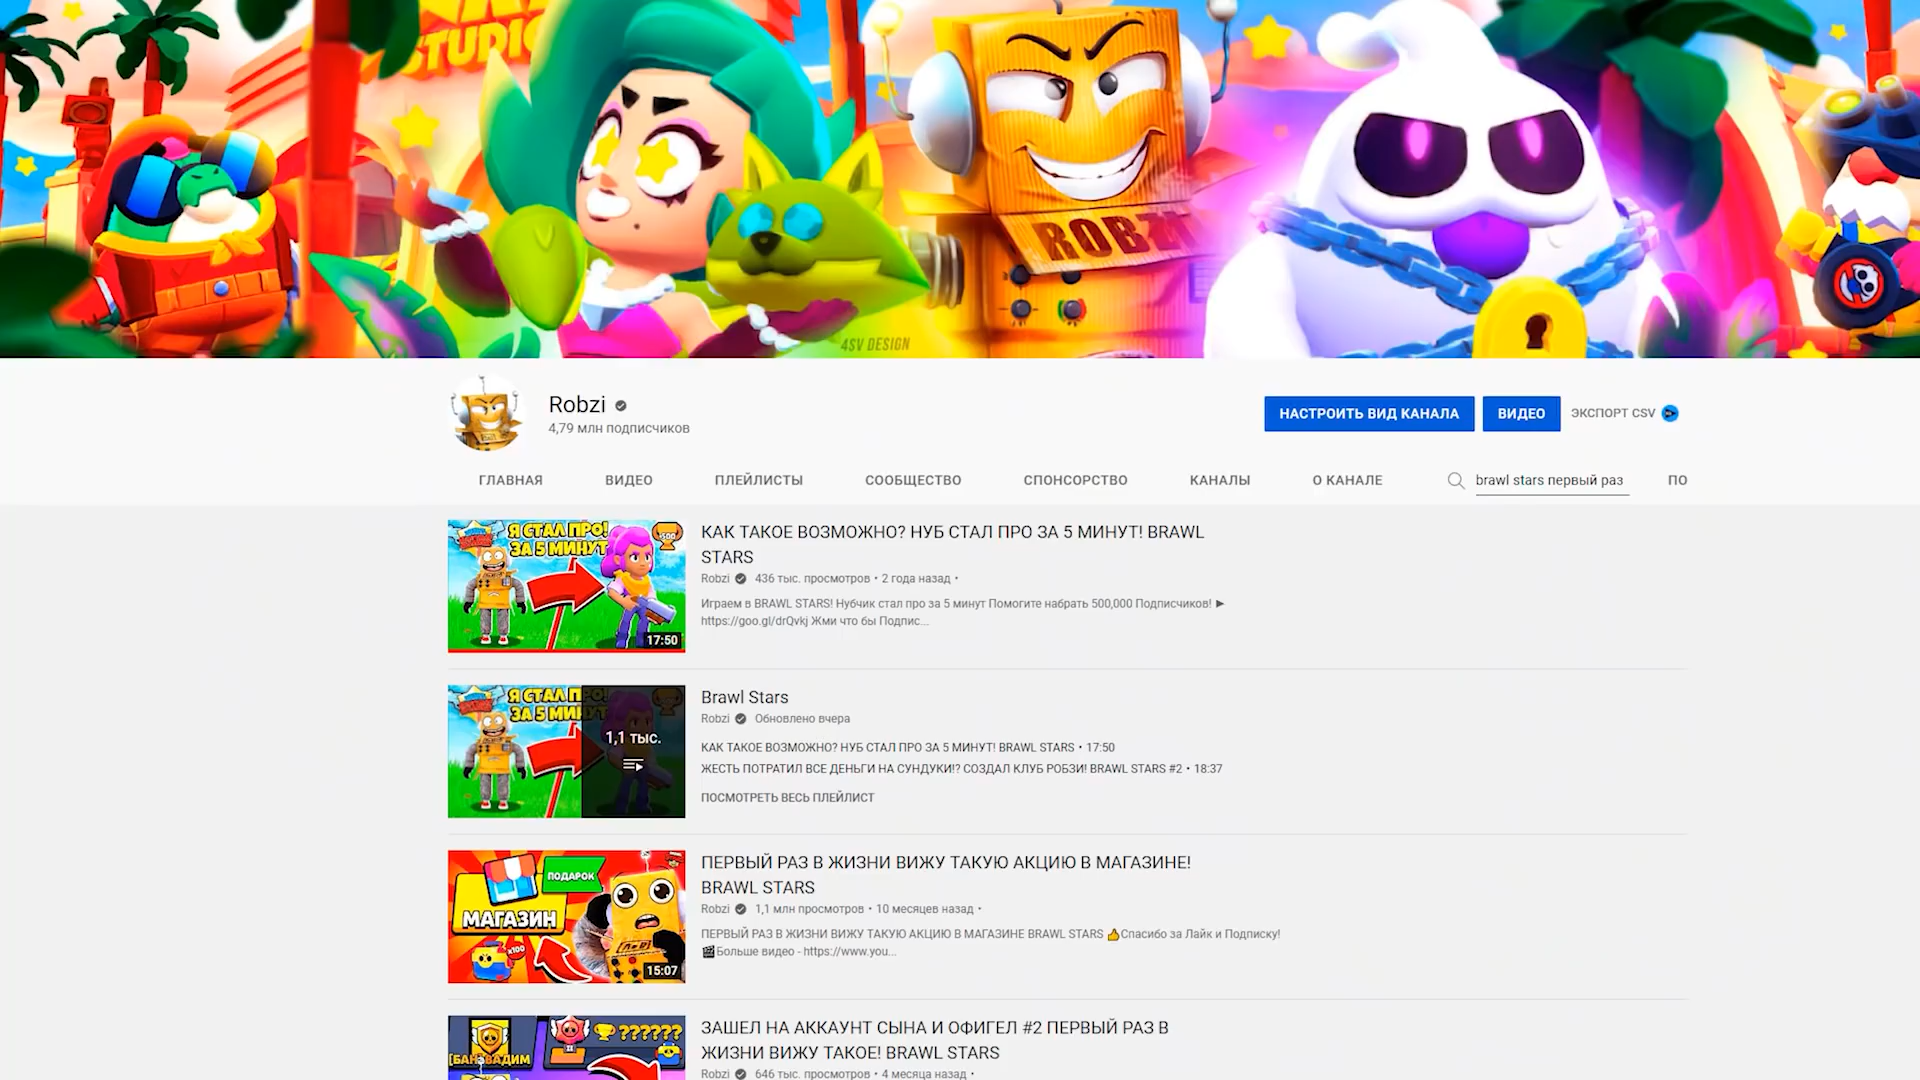 STUDIO
ROBZI
4SV DESIGN
Robzi
4,79 млн подписчиков
НАСТРОИТЬ ВИД КАНАЛА
ВИДЕО
ЭКСПОРТ CSV
ГЛАВНАЯ
ВИДЕО
ПЛЕЙЛИСТЫ
СООБЩЕСТВО
СПОНСОРСТВО
КАНАЛЫ
О КАНАЛЕ
brawl stars первый раз
ПО
Я СТАЛ ПРО!
ЗА 5 МИНУТ
17:50
КАК ТАКОЕ ВОЗМОЖНО? НУБ СТАЛ ПРО ЗА 5 МИНУТ! BRAWL
STARS
Robzi 436 тыс. просмотров • 2 года назад •
Играем в BRAWL STARS! Нубчик стал про за 5 минут Помогите набрать 500,000 Подписчиков! ►
https://goo.gl/drQvkj Жми что бы Подпис...
Я СТАЛ ПРО!
ЗА 5 МИНУТ
1,1 тыс.
Brawl Stars
Robzi Обновлено вчера
КАК ТАКОЕ ВОЗМОЖНО? НУБ СТАЛ ПРО ЗА 5 МИНУТ! BRAWL STARS • 17:50
ЖЕСТЬ ПОТРАТИЛ ВСЕ ДЕНЬГИ НА СУНДУКИ!? СОЗДАЛ КЛУБ РОБЗИ! BRAWL STARS #2 • 18:37
ПОСМОТРЕТЬ ВЕСЬ ПЛЕЙЛИСТ
ПОДАРОК
МАГАЗИН
x100
15:07
ПЕРВЫЙ РАЗ В ЖИЗНИ ВИЖУ ТАКУЮ АКЦИЮ В МАГАЗИНЕ!
BRAWL STARS
Robzi 1,1 млн просмотров • 10 месяцев назад •
ПЕРВЫЙ РАЗ В ЖИЗНИ ВИЖУ ТАКУЮ АКЦИЮ В МАГАЗИНЕ BRAWL STARS 👍Спасибо за Лайк и Подписку!
🎬Больше видео - https://www.you...
??????
[БАН] ВАДИМ
ЗАШЕЛ НА АККАУНТ СЫНА И ОФИГЕЛ #2 ПЕРВЫЙ РАЗ В
ЖИЗНИ ВИЖУ ТАКОЕ! BRAWL STARS
Robzi 646 тыс. просмотров • 4 месяца назад •